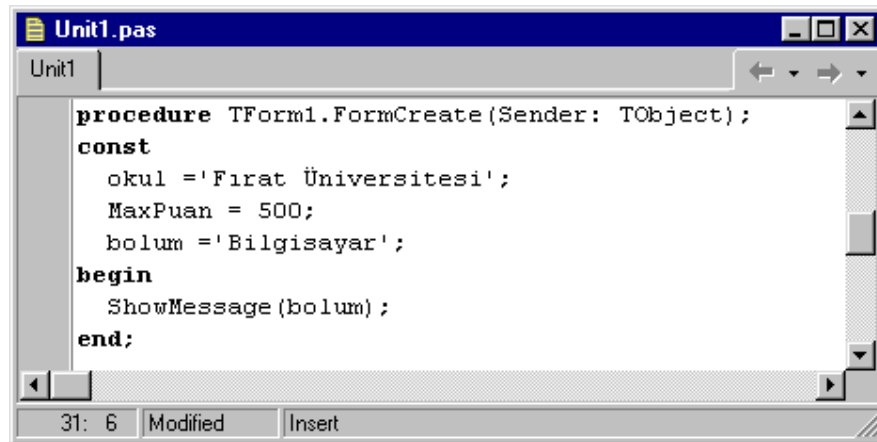 Unit1.pas
Unit1
procedure TForm1.FormCreate(Sender: TObject);
const
  okul ='Fırat Üniversitesi';
  MaxPuan = 500;
  bolum ='Bilgisayar';
begin
  ShowMessage(bolum);
end;
31: 6 Modified Insert